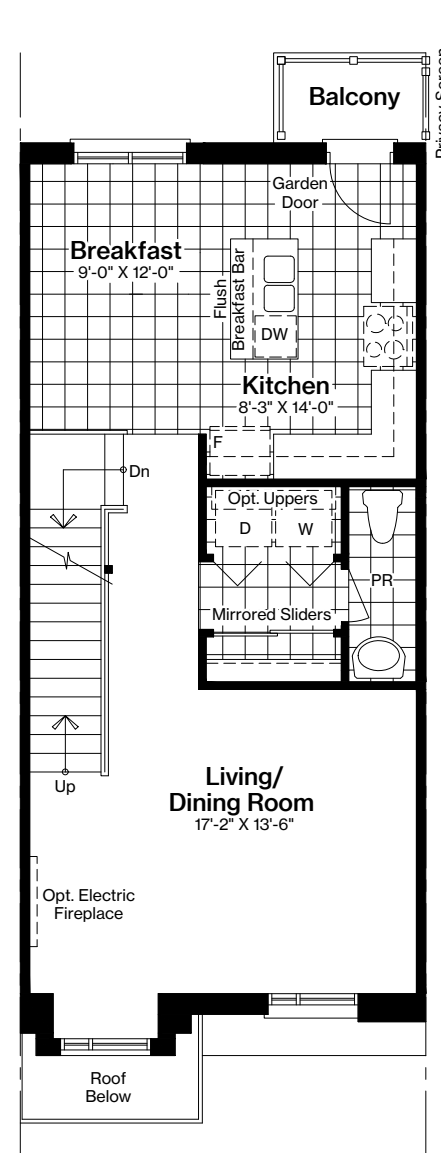 Balcony
Privacy Screen
Garden
Door
Breakfast
9'-0" X 12'-0"
Flush
Breakfast Bar
DW
Kitchen
8'-3" X 14'-0"
F
Dn
Opt. Uppers
D
W
PR
Mirrored Sliders
Up
Living/
Dining Room
17'-2" X 13'-6"
Opt. Electric
Fireplace
Roof
Below